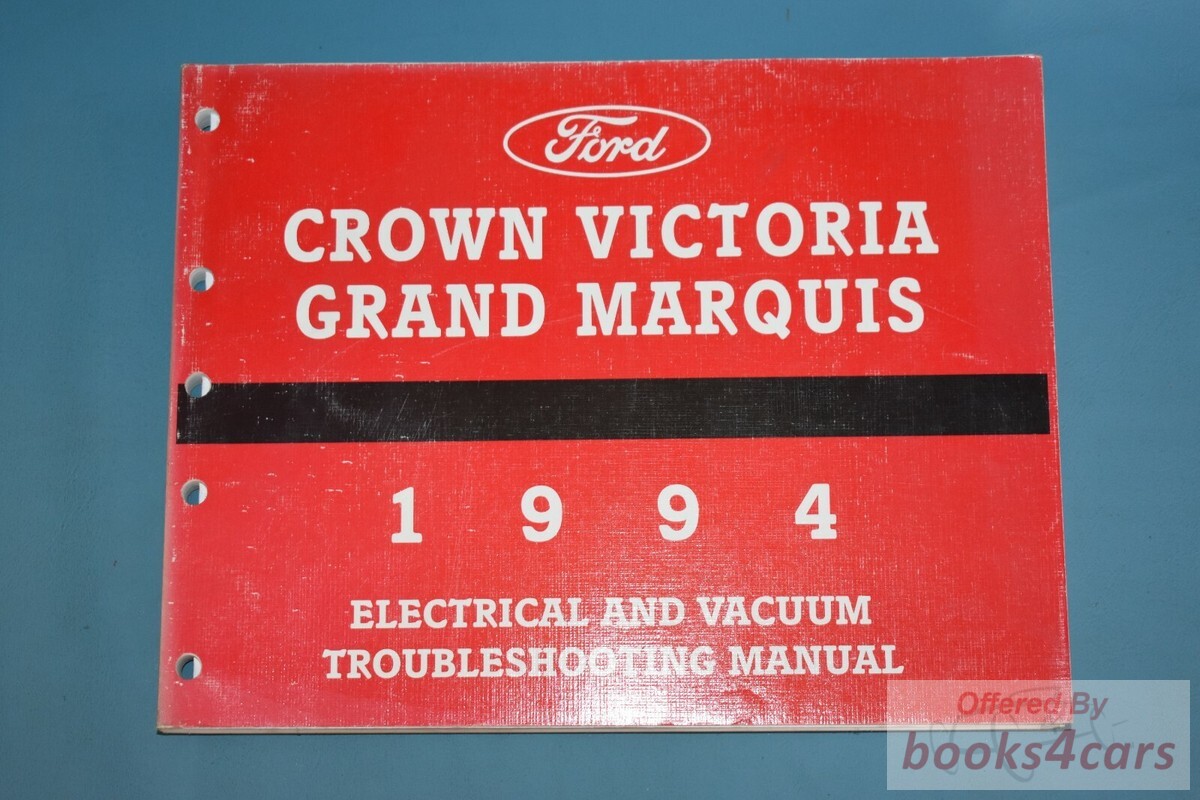 Ford
CROWN VICTORIA
GRAND MARQUIS
1 9 9 4
ELECTRICAL AND VACUUM
TROUBLESHOOTING MANUAL
Offered By
books4cars